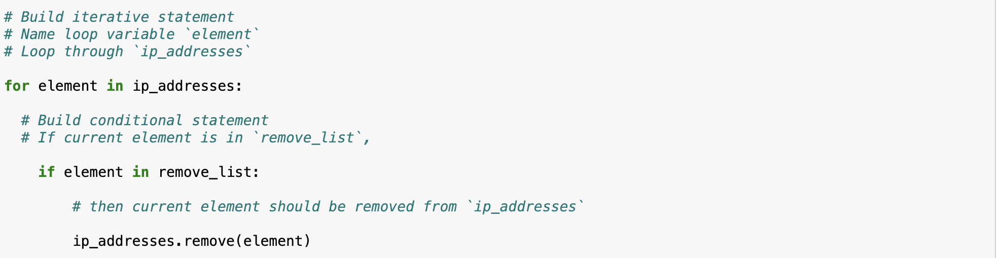 # Build iterative statement
# Name loop variable `element`
# Loop through `ip_addresses`
for element in ip_addresses:
# Build conditional statement
# If current element is in `remove_list`,
if element in remove_list:
# then current element should be removed from `ip_addresses`
ip_addresses.remove(element)